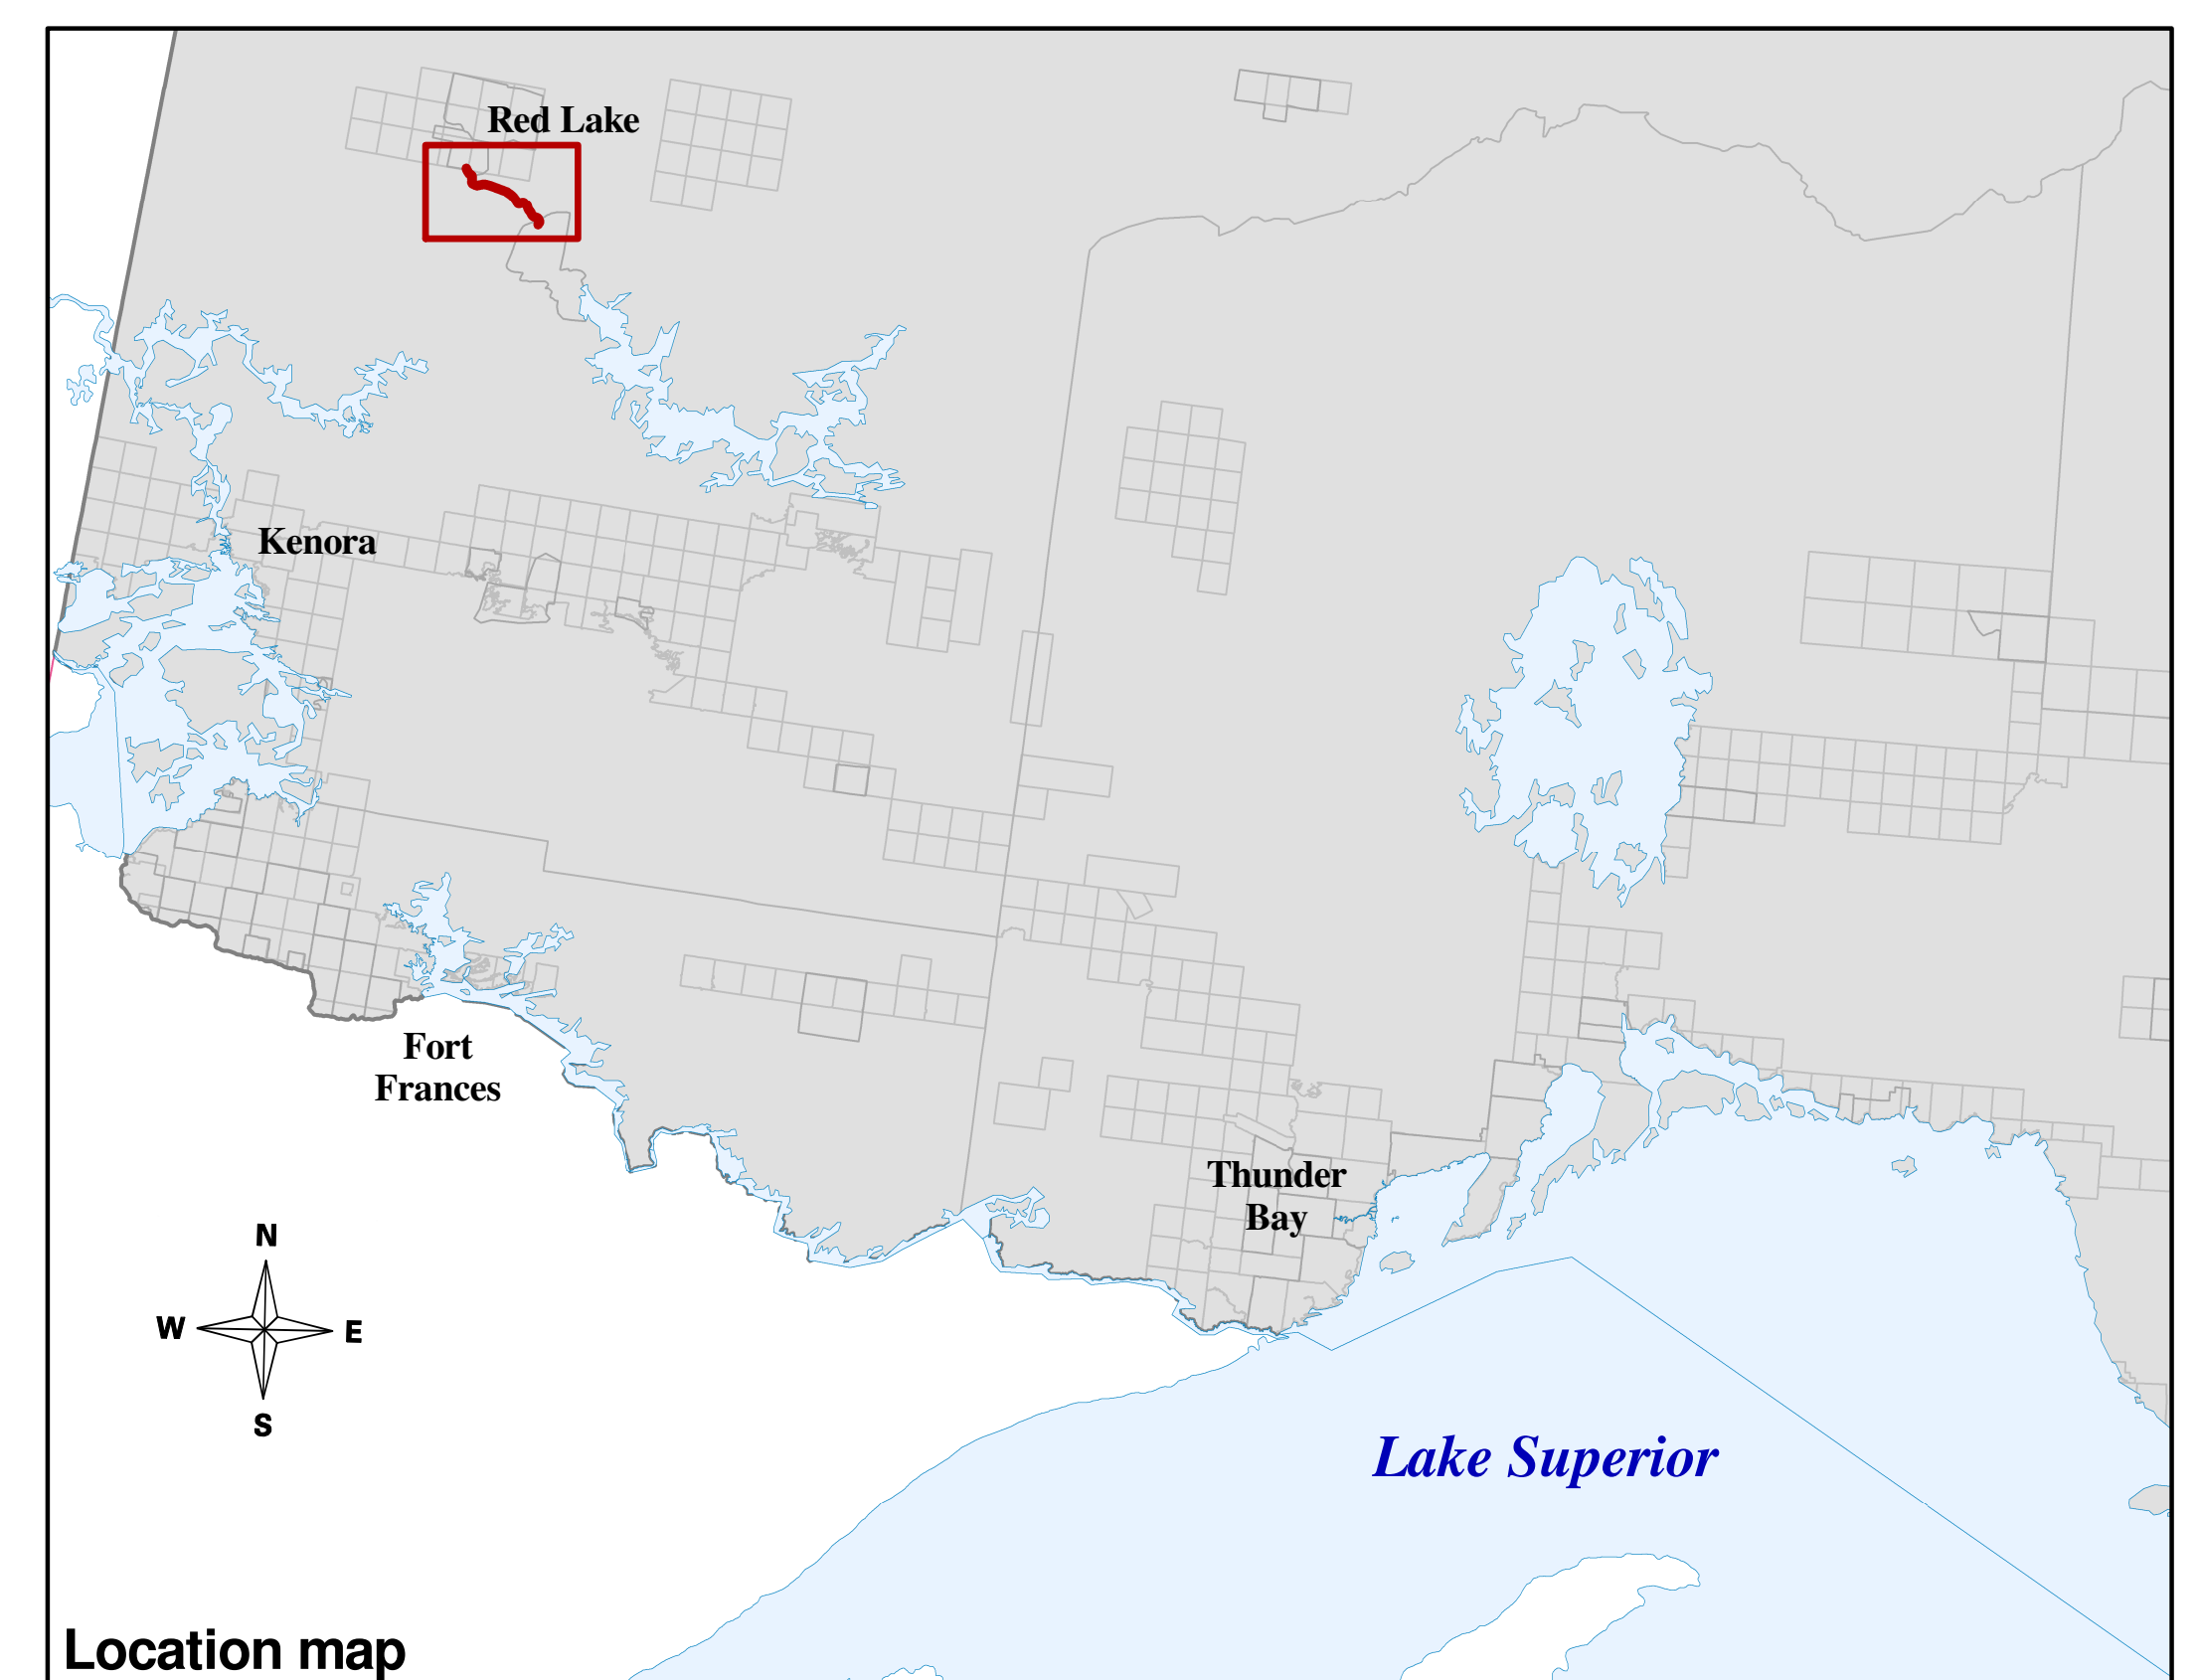 Red Lake
Kenora
Fort
Frances
Thunder
Bay
N
W
E
S
Lake Superior
Location map